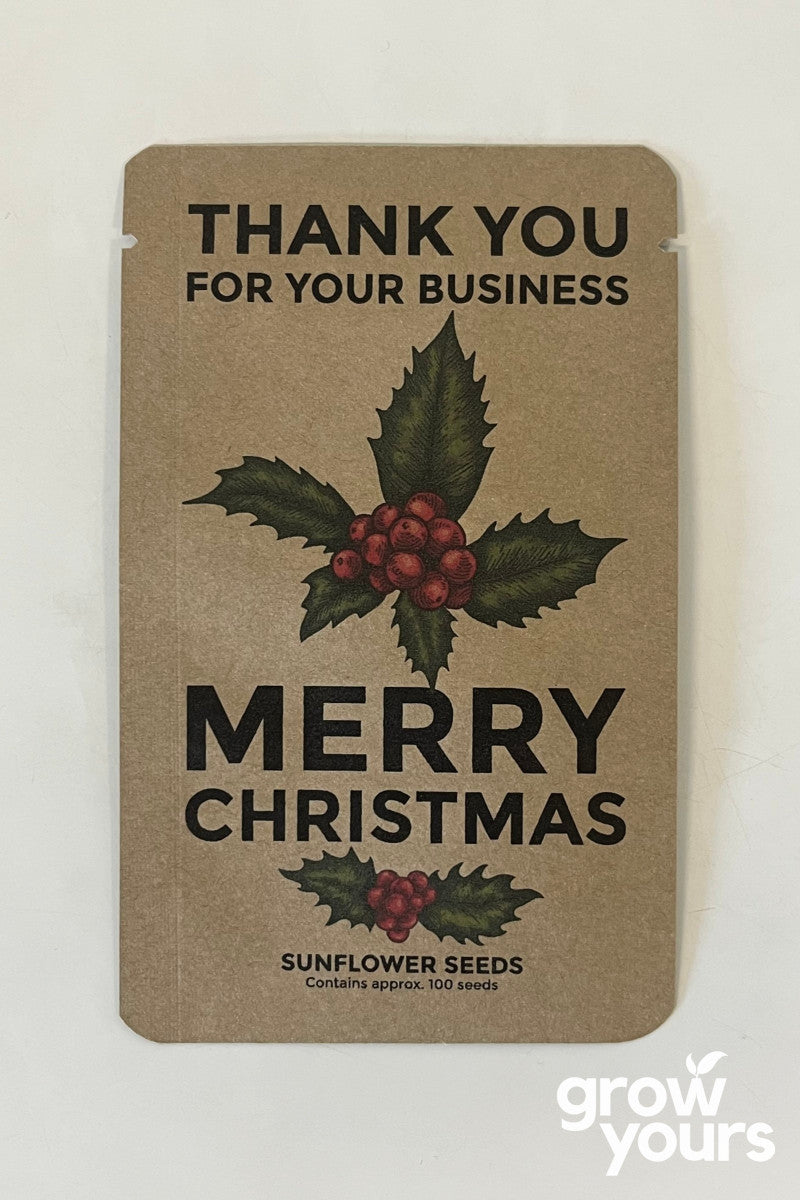 THANK YOU
FOR YOUR BUSINESS
MERRY
CHRISTMAS
SUNFLOWER SEEDS
Contains approx. 100 seeds
grow
yours